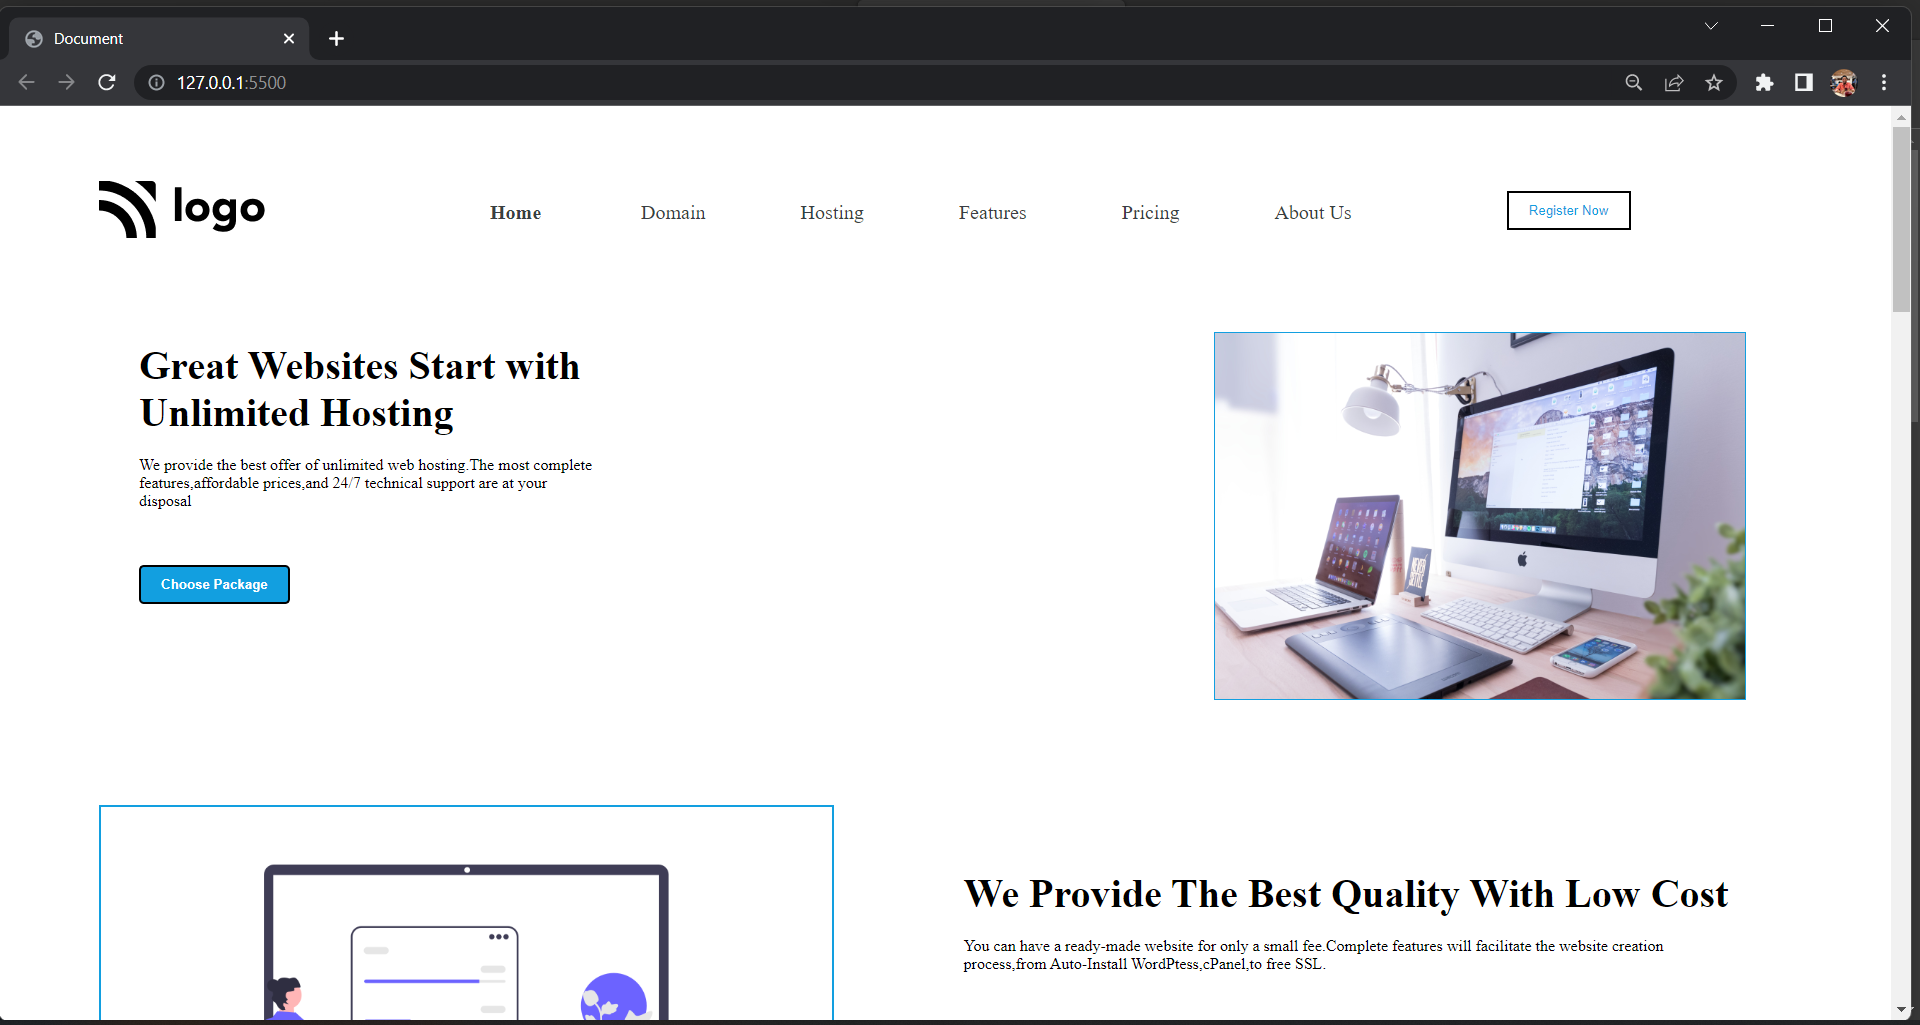 Document
127.0.0.1:5500
logo
Home Domain Hosting Features Pricing About Us Register Now
Great Websites Start with
Unlimited Hosting
We provide the best offer of unlimited web hosting.The most complete
features,affordable prices,and 24/7 technical support are at your
disposal
Choose Package
We Provide The Best Quality With Low Cost
You can have a ready-made website for only a small fee.Complete features will facilitate the website creation
process,from Auto-Install WordPtess,cPanel,to free SSL.